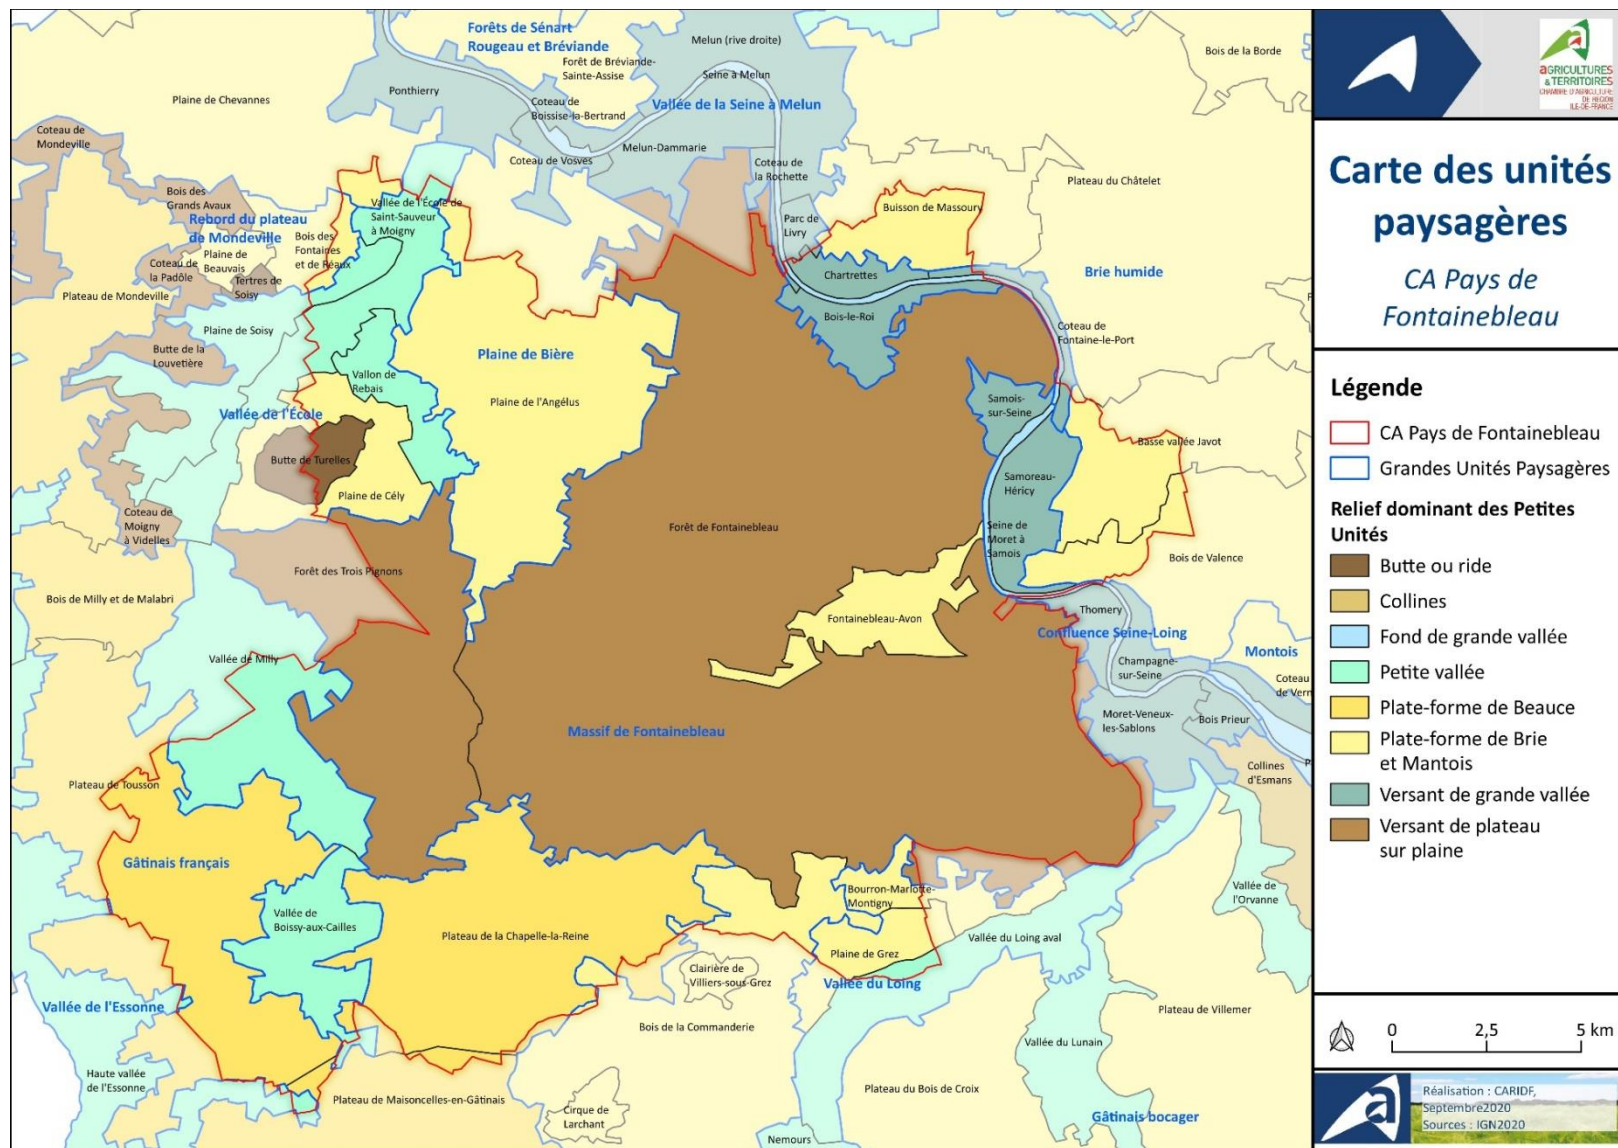 Forêts de Sénart
Rougeau et Bréviande
Forêt de Bréviande-
Sainte-Assise
Melun (rive droite)
Seine à Melun
Bois de la Borde
Plaine de Chevannes
Ponthierry
Coteau de
Boissise-la-Bertrand
Vallée de la Seine à Melun
Coteau de
Mondeville
Coteau de Vosves
Melun-Dammarie
Coteau de
la Rochette
Plateau du Châtelet
Bois des
Grands Avaux
Rebord du plateau
de Mondeville
Vallée de l'École de
Saint-Sauveur
à Moigny
Buisson de Massoury
Parc de
Livry
Bois des
Fontaines
et de Réaux
Plaine de
Beauvais
Coteau de
la Padôle
Tertres de
Soisy
Plateau de Mondeville
Chartrettes
Brie humide
Plaine de Soisy
Bois-le-Roi
Coteau de
Fontaine-le-Port
Butte de la
Louvetière
Plaine de Bière
Vallon de
Rebais
Plaine de l'Angélus
Samois-
sur-Seine
Vallée de l'École
Basse vallée Javot
Butte de Turelles
Plaine de Cély
Samoreau-
Héricy
Coteau de
Moigny
à Videlles
Forêt de Fontainebleau
Seine de
Moret à
Samois
Forêt des Trois Pignons
Bois de Valence
Bois de Milly et de Malabri
Thomery
Fontainebleau-Avon
Confluence Seine-Loing
Vallée de Milly
Montois
Champagne-
sur-Seine
Coteau
de Vern
Massif de Fontainebleau
Moret-Veneux-
les-Sablons
Bois Prieur
Plateau de Tousson
Collines
d'Esmans
Gâtinais français
Bourron-Marlotte-
Montigny
Vallée de
l'Orvanne
Vallée de
Boissy-aux-Cailles
Plateau de la Chapelle-la-Reine
Vallée du Loing aval
Plaine de Grez
Clairière de
Villiers-sous-Grez
Vallée du Loing
Vallée de l'Essonne
Plateau de Villemer
Bois de la Commanderie
Vallée du Lunain
Haute vallée
de l'Essonne
Plateau du Bois de Croix
Plateau de Maisoncelles-en-Gâtinais
Cirque de
Larchant
Gâtinais bocager
Nemours
AGRICULTURES
& TERRITOIRES
CHAMBRE D'AGRICULTURE
DE RÉGION
ILE-DE-FRANCE
Carte des unités
paysagères
CA Pays de
Fontainebleau
Légende
CA Pays de Fontainebleau
Grandes Unités Paysagères
Relief dominant des Petites
Unités
Butte ou ride
Collines
Fond de grande vallée
Petite vallée
Plate-forme de Beauce
Plate-forme de Brie
et Mantois
Versant de grande vallée
Versant de plateau
sur plaine
0 2,5 5 km
Réalisation : CARIDF,
Septembre2020
Sources : IGN2020